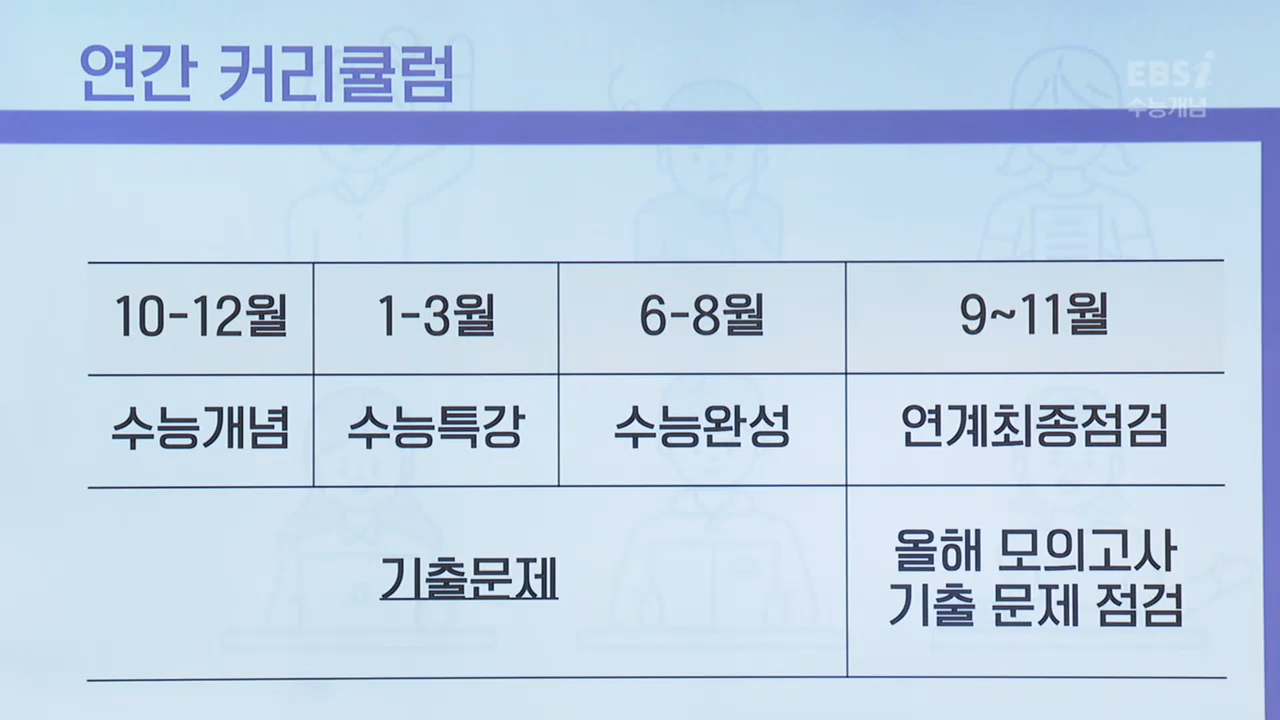 연간 커리큘럼
EBSi
수능개념
10-12월 1-3월 6-8월 9~11월
수능개념 수능특강 수능완성 연계최종점검
기출문제
올해 모의고사
기출 문제 점검